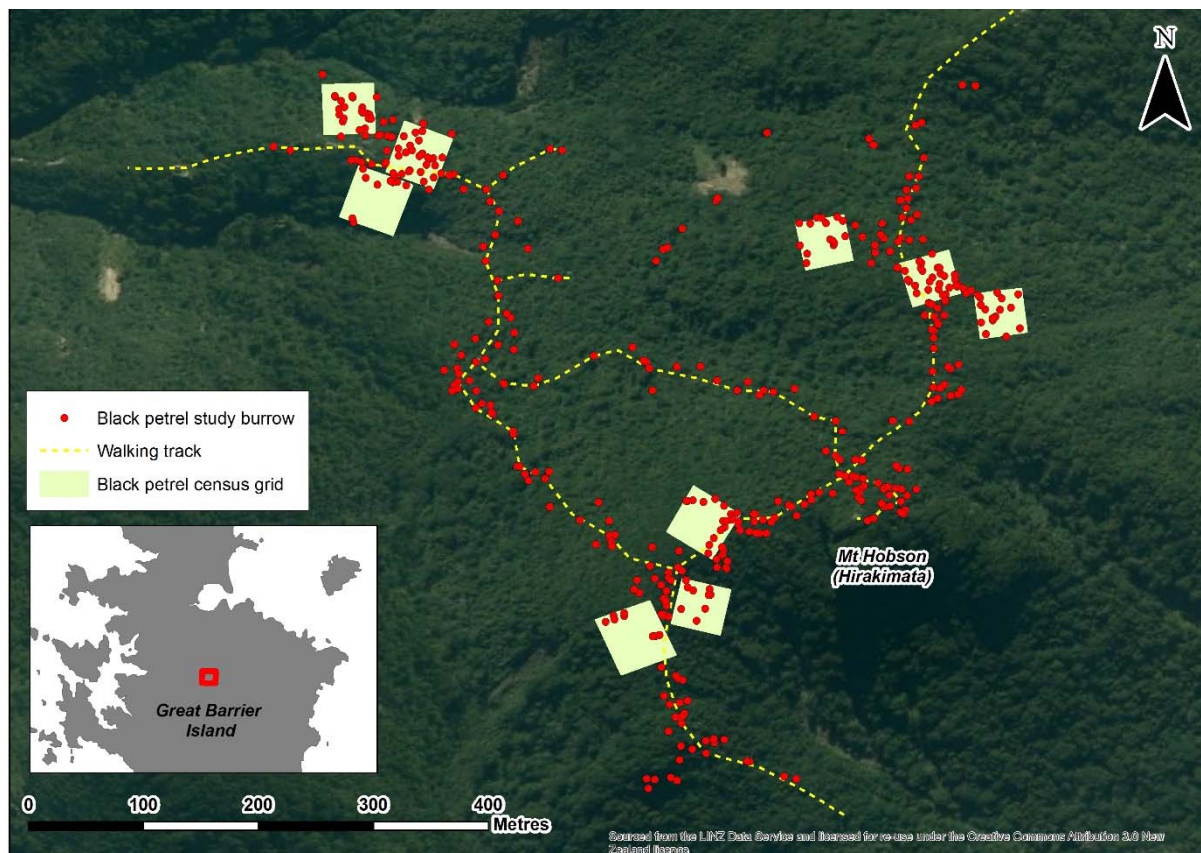 N
Black petrel study burrow
Walking track
Black petrel census grid
Mt Hobson
(Hirakimata)
Great Barrier
Island
0 100 200 300 400
Metres
Sourced from the LINZ Data Service and licensed for re-use under the Creative Commons Attribution 3.0 New
Zealand licence